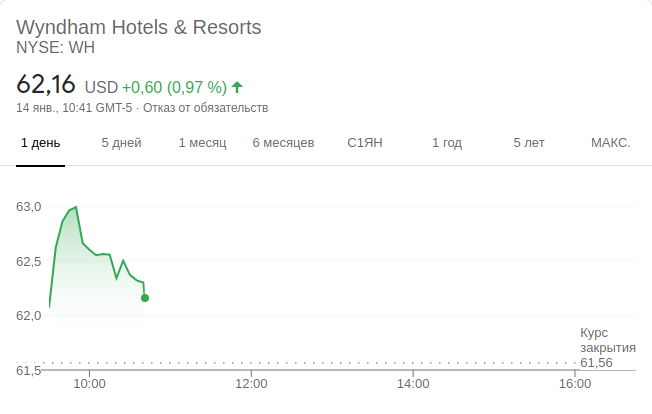 Wyndham Hotels & Resorts
NYSE: WH
62,16 USD +0,60 (0,97 %)
14 янв., 10:41 GMT-5 · Отказ от обязательств
1 день 5 дней 1 месяц 6 месяцев С1ЯН 1 год 5 лет МАКС.
63,0
62,5
62,0
Курс
закрытия
61,56
61,5
10:00 12:00 14:00 16:00